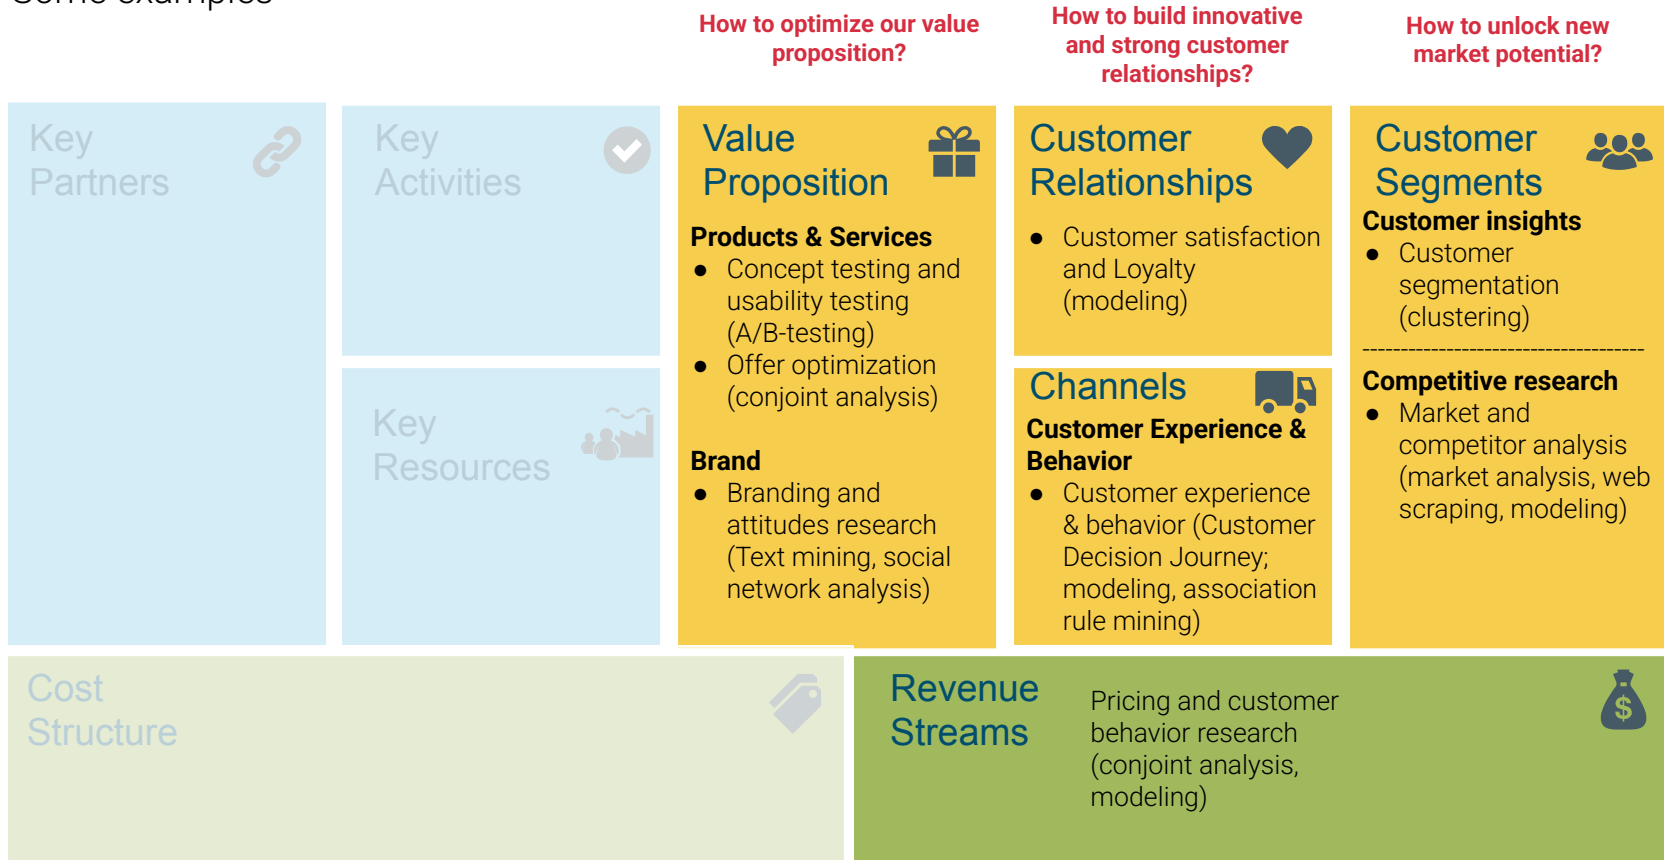 Some examples
How to optimize our value
proposition?
How to build innovative
and strong customer
relationships?
How to unlock new
market potential?
Key
Partners
Key
Activities
Key
Resources
Value
Proposition
Products & Services
● Concept testing and
usability testing
(A/B-testing)
● Offer optimization
(conjoint analysis)
Brand
● Branding and
attitudes research
(Text mining, social
network analysis)
Customer
Relationships
● Customer satisfaction
and Loyalty
(modeling)
Channels
Customer Experience &
Behavior
● Customer experience
& behavior (Customer
Decision Journey;
modeling, association
rule mining)
Customer
Segments
Customer insights
● Customer
segmentation
(clustering)
-------------------------------------
Competitive research
● Market and
competitor analysis
(market analysis, web
scraping, modeling)
Cost
Structure
Revenue
Streams
Pricing and customer
behavior research
(conjoint analysis,
modeling)
$